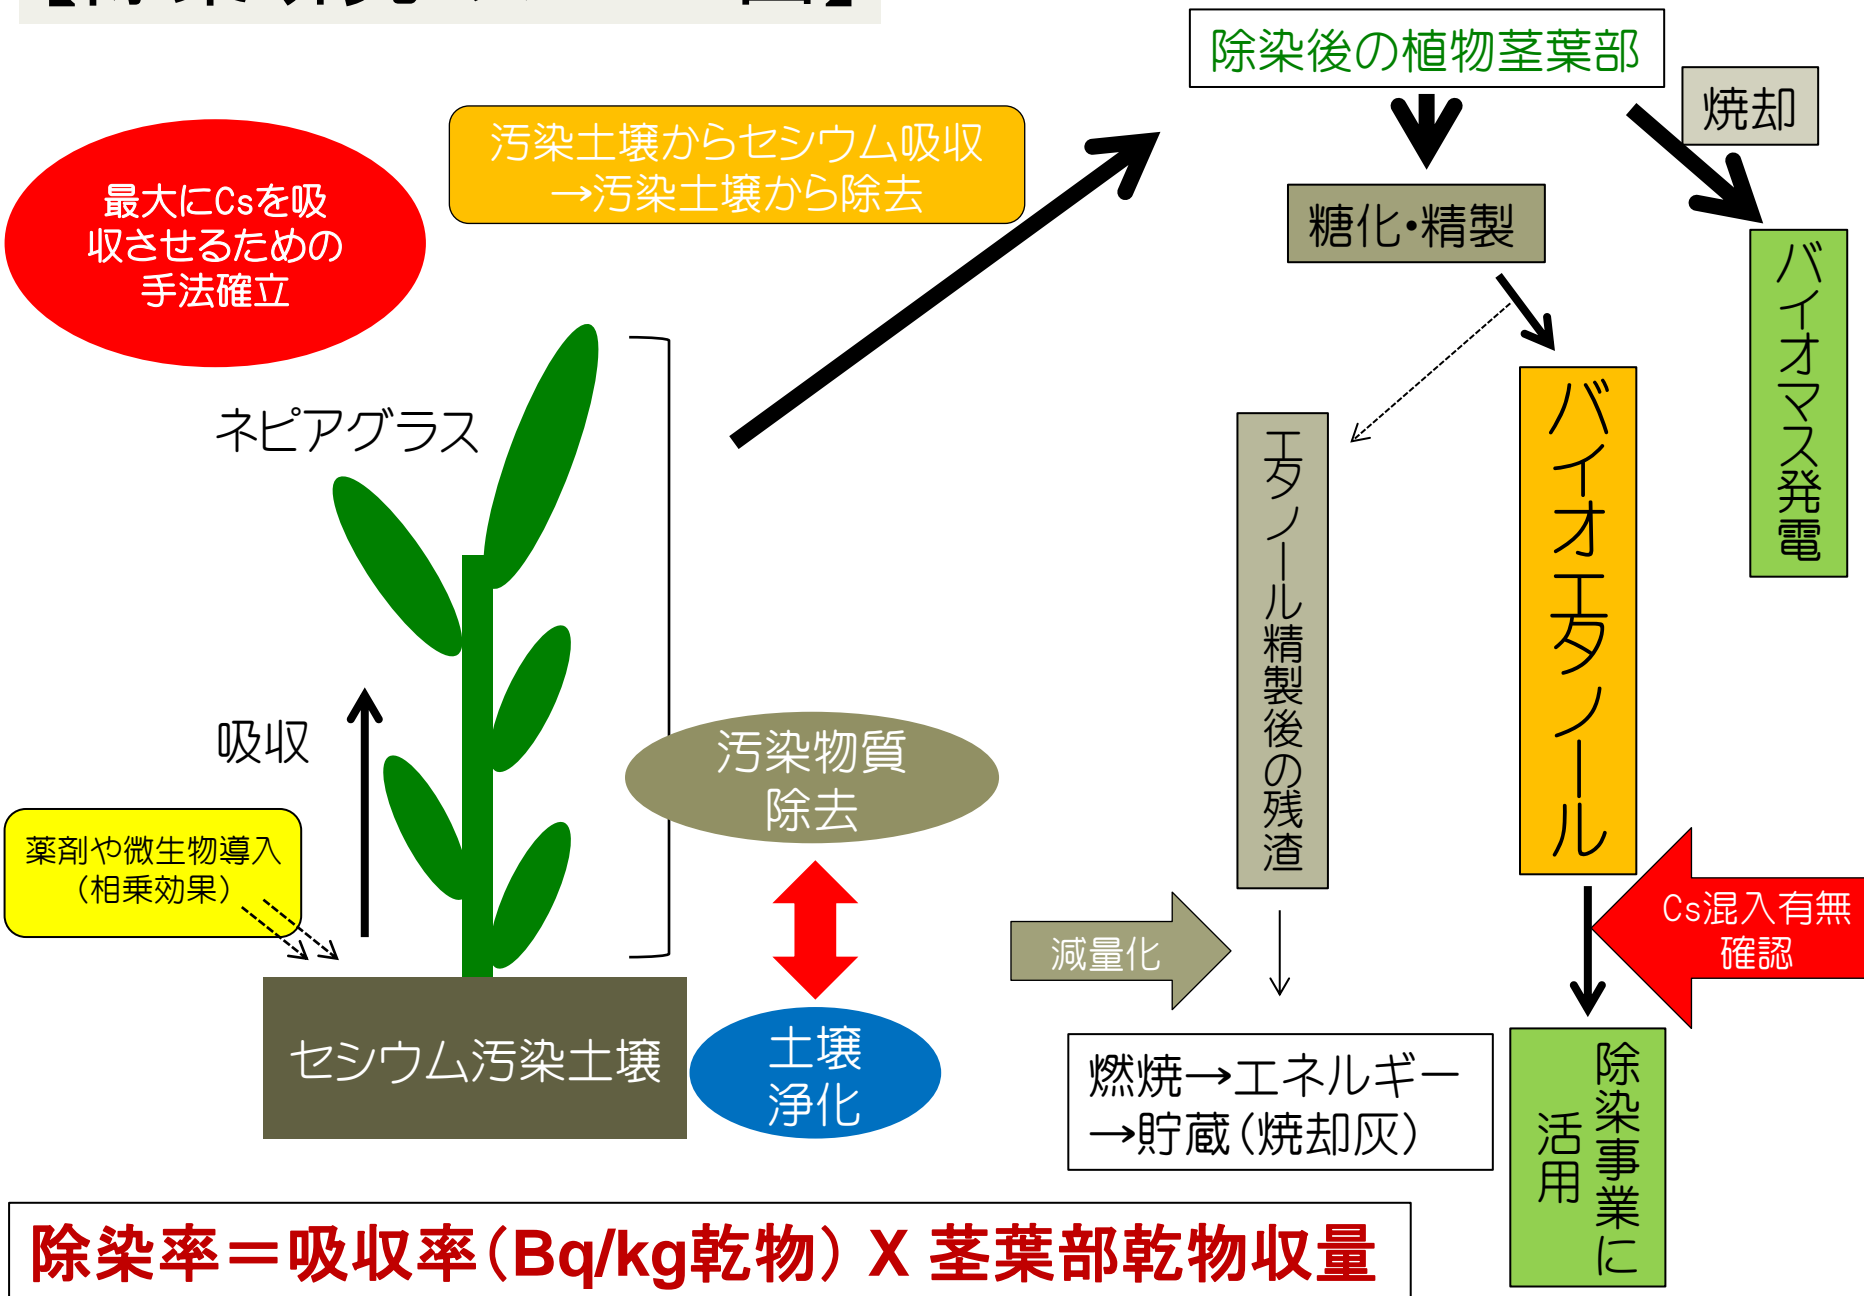 除染後の植物茎葉部
焼却
汚染土壌からセシウム吸収
→汚染土壌から除去
最大にCsを吸
収させるための
手法確立
糖化・精製
バイオマス発電
ネピアグラス
エタノール精製後の残渣
バイオエタノール
吸収
汚染物質
除去
薬剤や微生物導入
（相乗効果）
減量化
Cs混入有無
確認
セシウム汚染土壌
土壌
浄化
燃焼→エネルギー
→貯蔵（焼却灰）
除染事業に
活用
除染率＝吸収率（Bq/kg乾物） X 茎葉部乾物収量